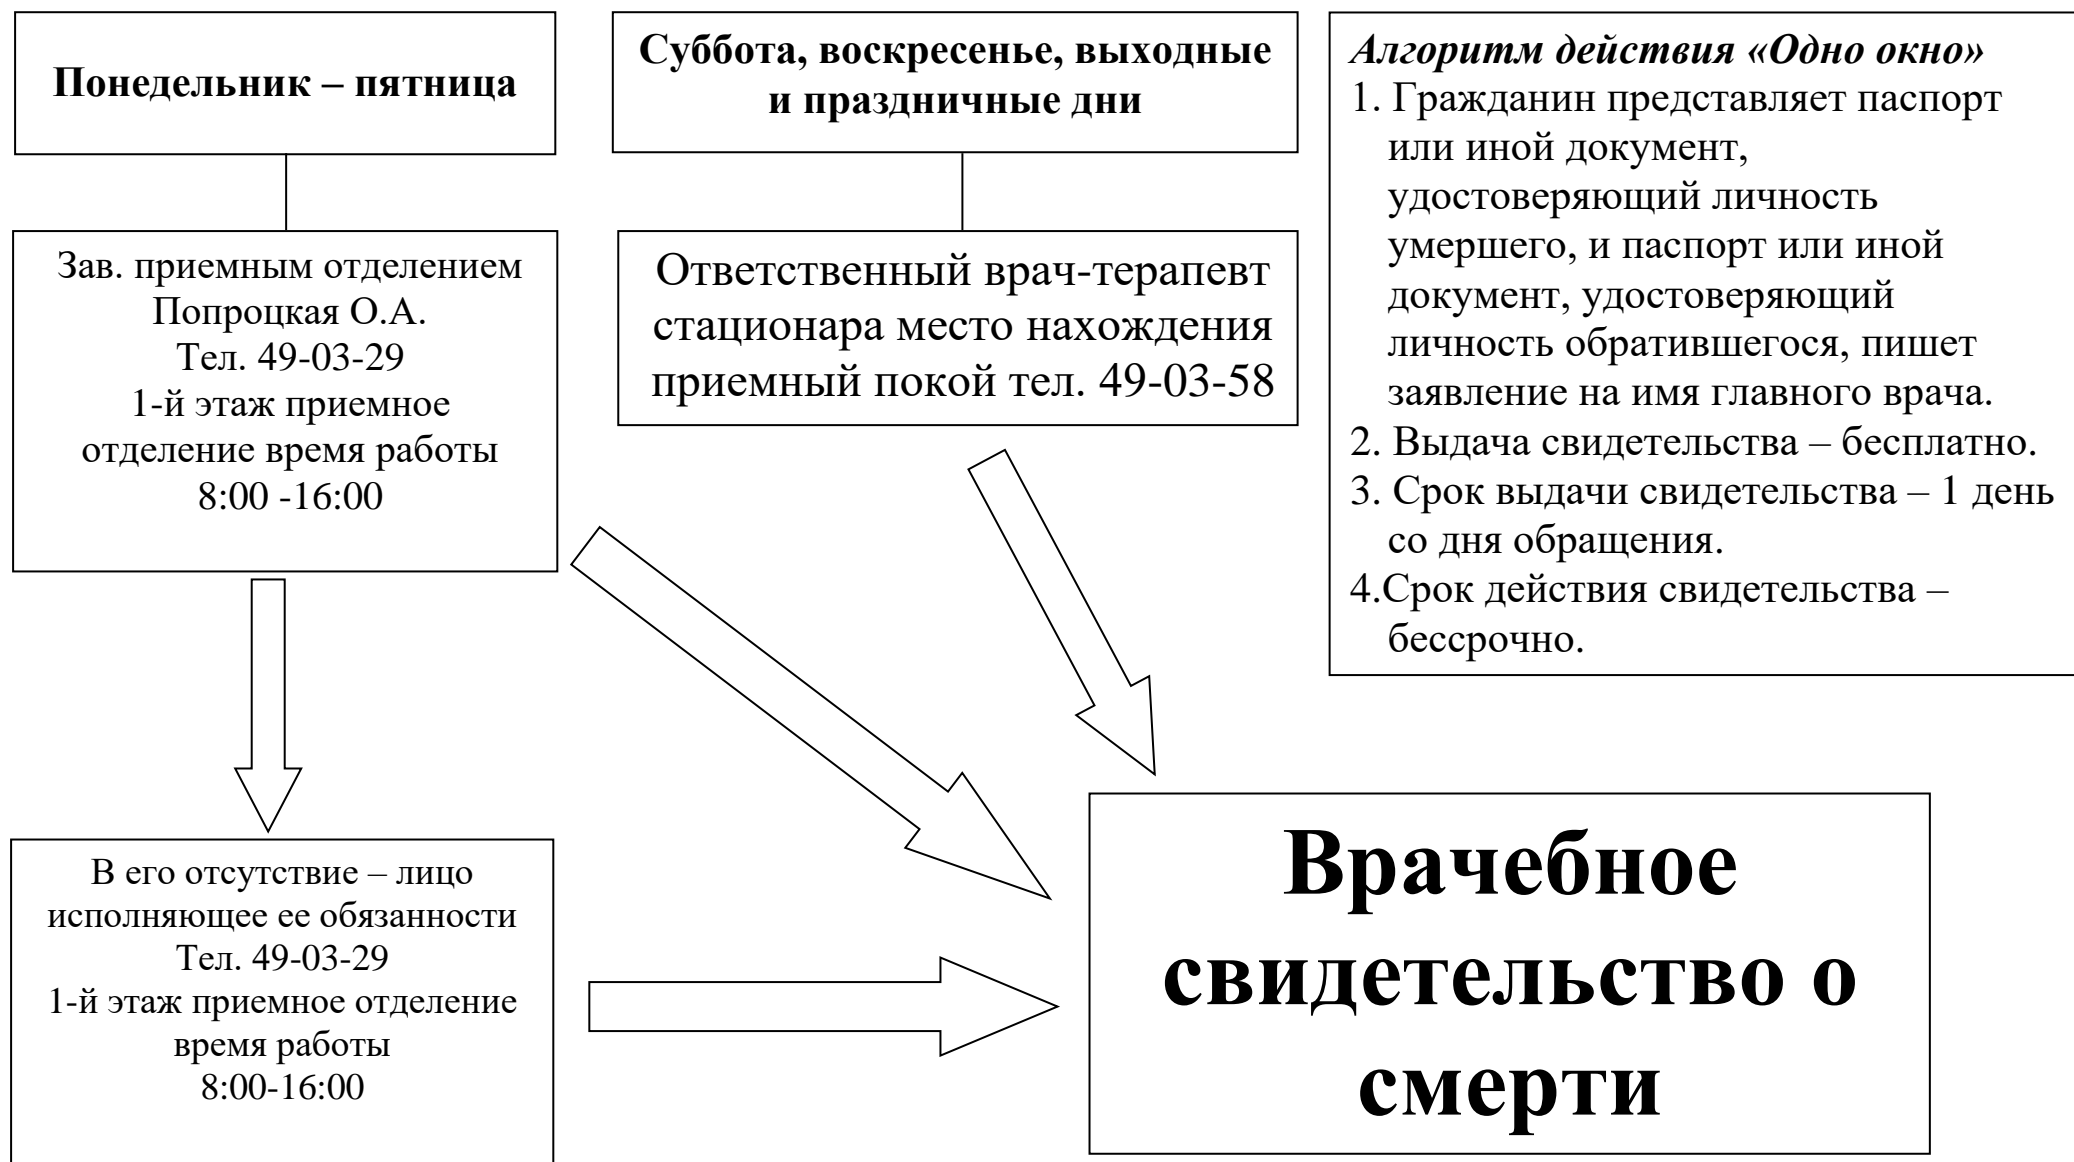 Понедельник – пятница
Суббота, воскресенье, выходные
и праздничные дни
Зав. приемным отделением
Попроцкая О.А.
Тел. 49-03-29
1-й этаж приемное
отделение время работы
8:00 -16:00
Ответственный врач-терапевт
стационара место нахождения
приемный покой тел. 49-03-58
Алгоритм действия «Одно окно»
1. Гражданин представляет паспорт
или иной документ,
удостоверяющий личность
умершего, и паспорт или иной
документ, удостоверяющий
личность обратившегося, пишет
заявление на имя главного врача.
2. Выдача свидетельства – бесплатно.
3. Срок выдачи свидетельства – 1 день
со дня обращения.
4.Срок действия свидетельства –
бессрочно.
В его отсутствие – лицо
исполняющее ее обязанности
Тел. 49-03-29
1-й этаж приемное отделение
время работы
8:00-16:00
Врачебное
свидетельство о
смерти